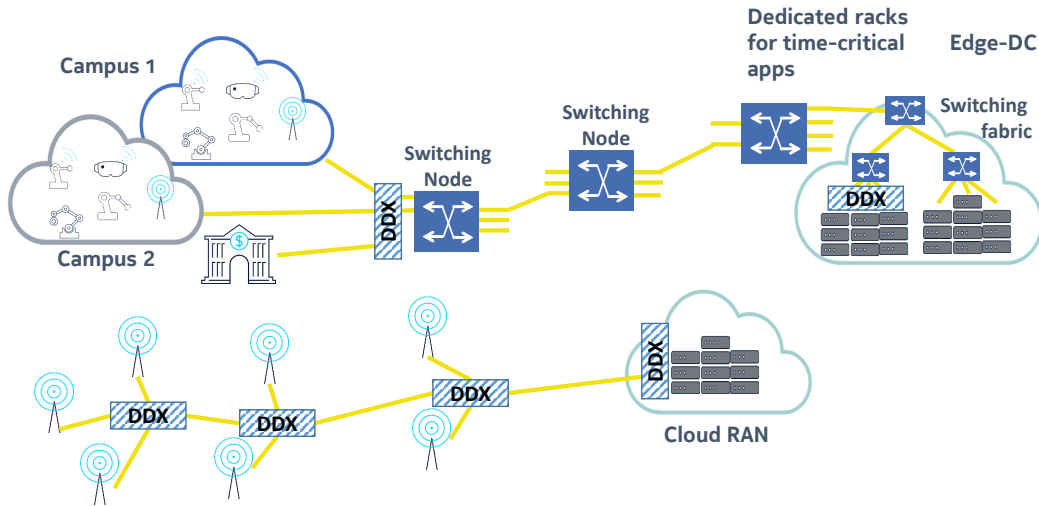 Dedicated racks
for time-critical
apps
Edge-DC
Campus 1
Switching
Node
Switching
fabric
Switching
Node
DDX
DDX
$
Campus 2
DDX
DDX
DDX
DDX
Cloud RAN